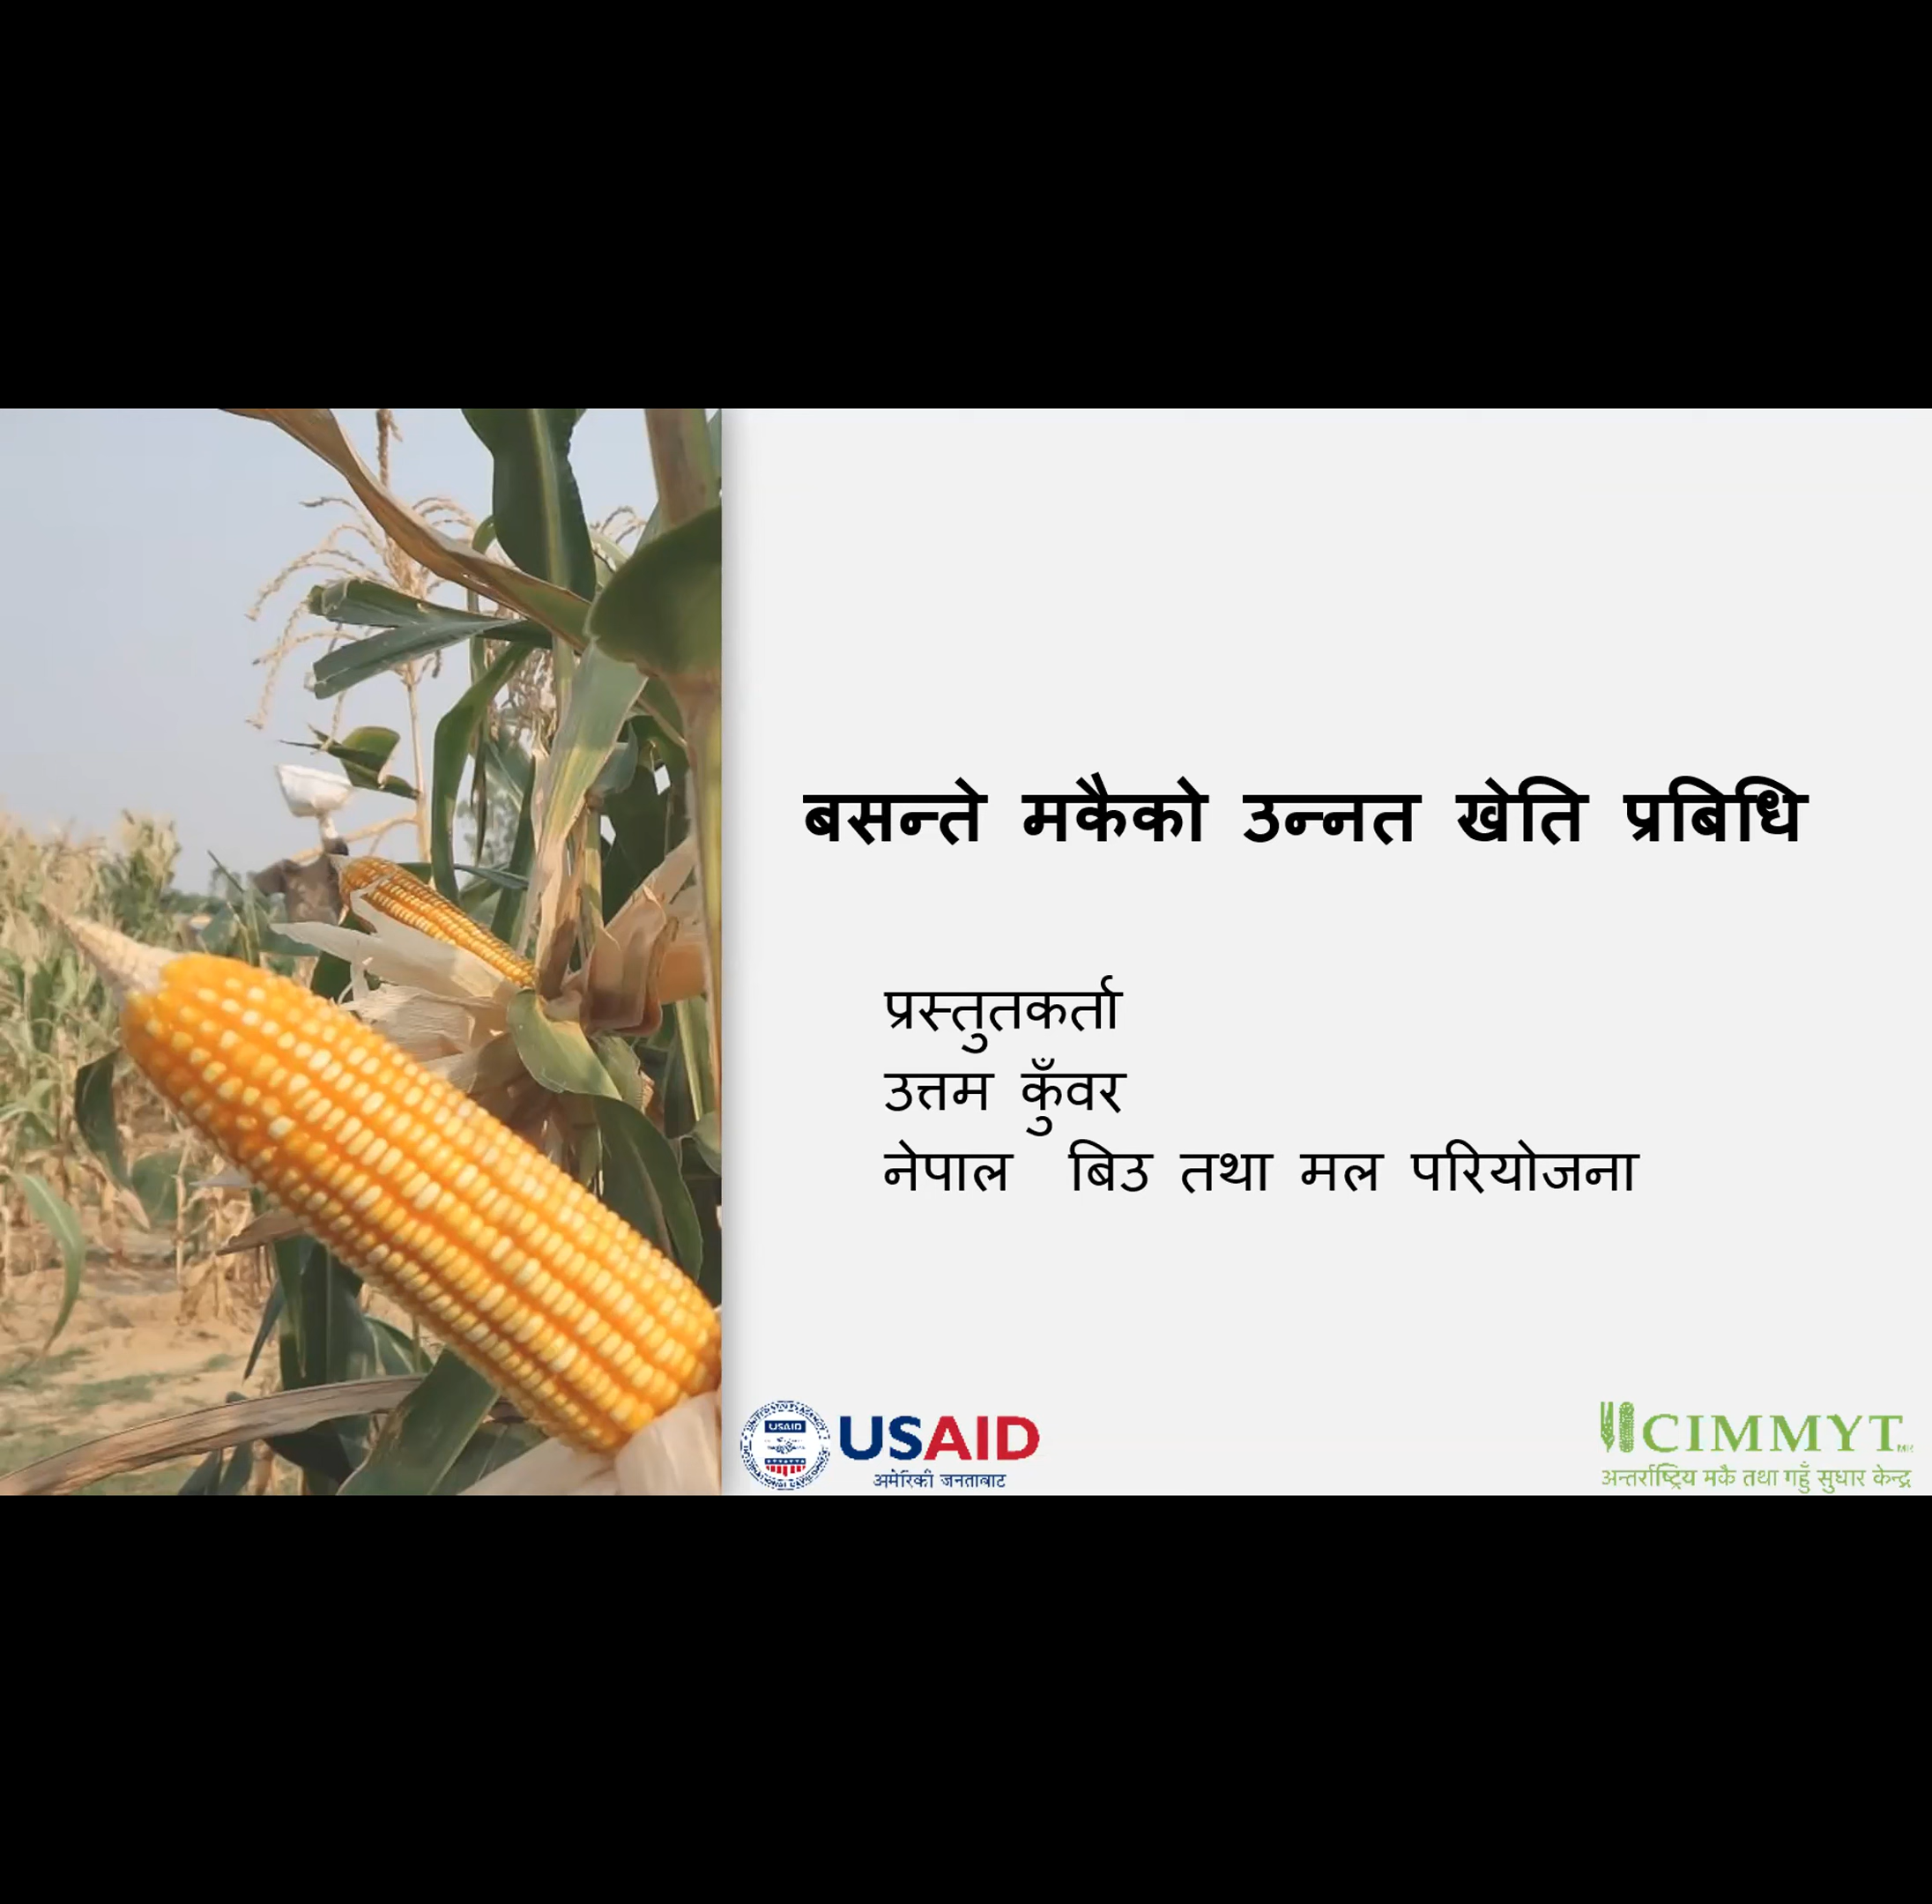 बसन्ते मकैको उन्नत खेति प्रबिधि
प्रस्तुतकर्ता
उत्तम कुँवर
नेपाल बिउ तथा मल परियोजना
USAID
USAID
अमेरिकी जनताबाट
CIMMYT
अन्तर्राष्ट्रिय मकै तथा गहुँ सुधार केन्द्र